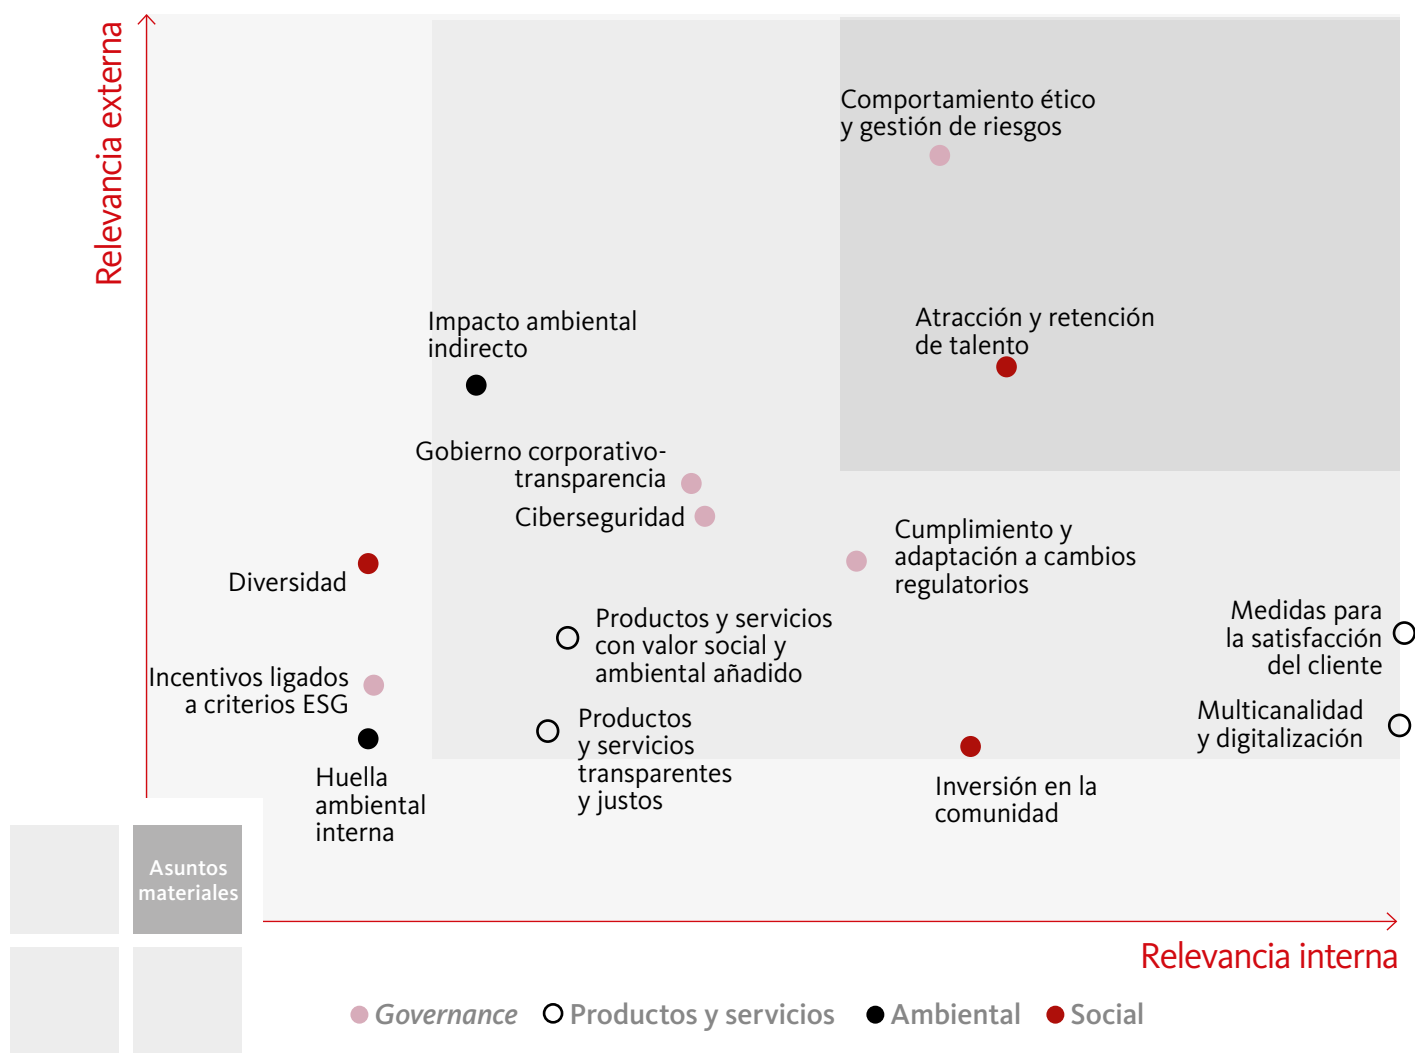 Relevancia externa
Comportamiento ético
y gestión de riesgos
Impacto ambiental
indirecto
Atracción y retención
de talento
Gobierno corporativo-
transparencia
Ciberseguridad
Cumplimiento y
adaptación a cambios
regulatorios
Diversidad
Productos y servicios
con valor social y
ambiental añadido
Medidas para
la satisfacción
del cliente
Incentivos ligados
a criterios ESG
Productos
y servicios
transparentes
y justos
Multicanalidad
y digitalización
Huella
ambiental
interna
Inversión en la
comunidad
Asuntos
materiales
Relevancia interna
Governance
Productos y servicios
Ambiental
Social